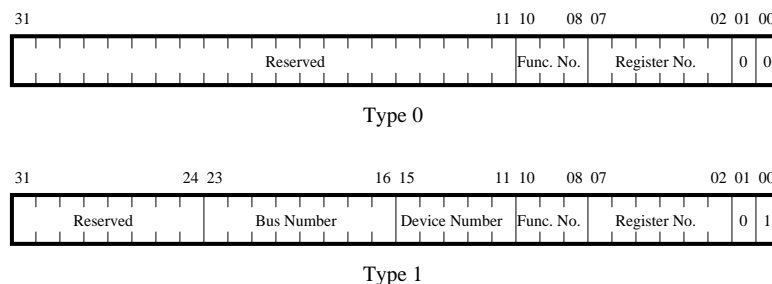 31 11 10 08 07 02 01 00
Reserved Func. No. Register No. 0 0
Type 0
31 24 23 16 15 11 10 08 07 02 01 00
Reserved Bus Number Device Number Func. No. Register No. 0 1
Type 1